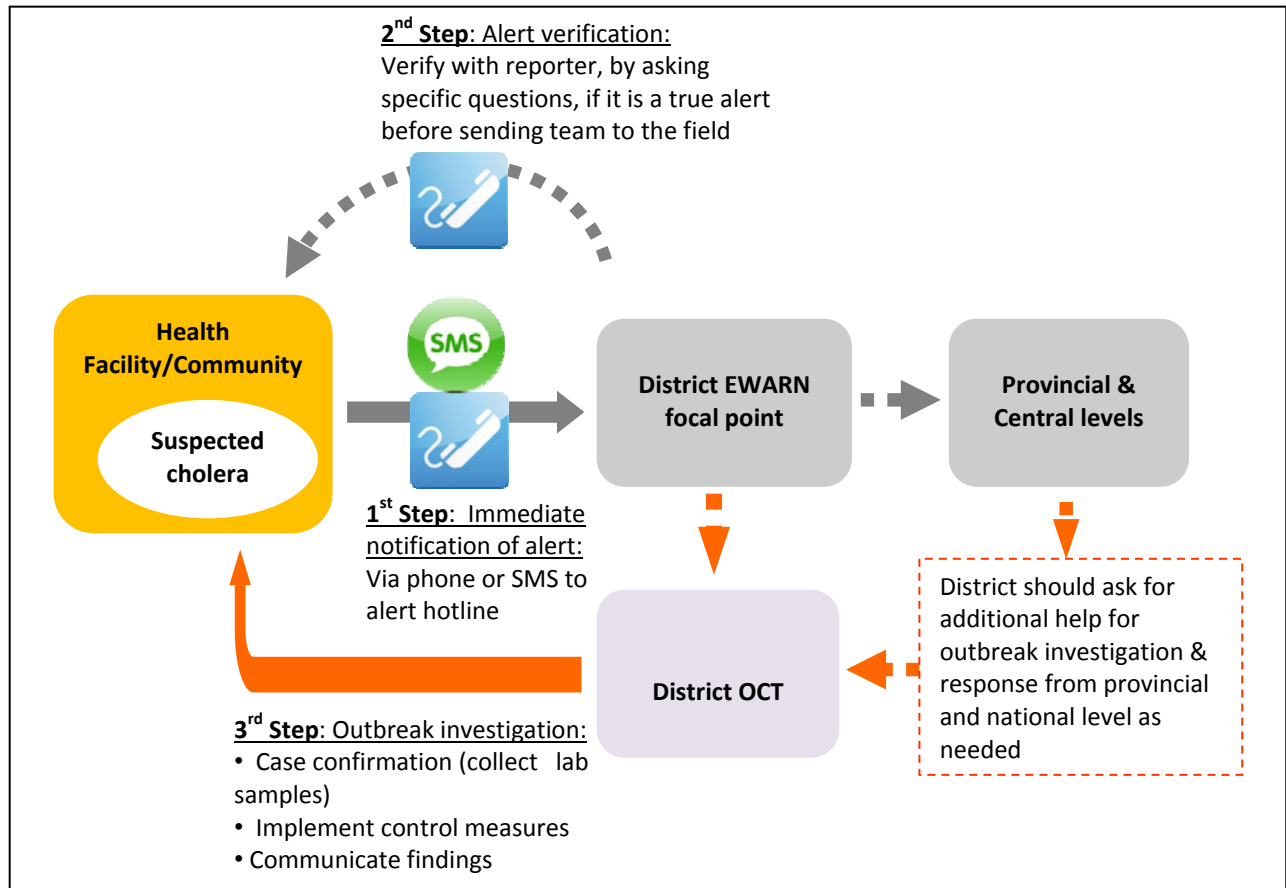 2nd Step: Alert verification:
Verify with reporter, by asking
specific questions, if it is a true alert
before sending team to the field
Health
Facility/Community
Suspected
cholera
SMS
1st Step: Immediate
notification of alert:
Via phone or SMS to
alert hotline
District EWARN
focal point
Provincial &
Central levels
District OCT
District should ask for
additional help for
outbreak investigation &
response from provincial
and national level as
needed
3rd Step: Outbreak investigation:
• Case confirmation (collect lab
samples)
• Implement control measures
• Communicate findings